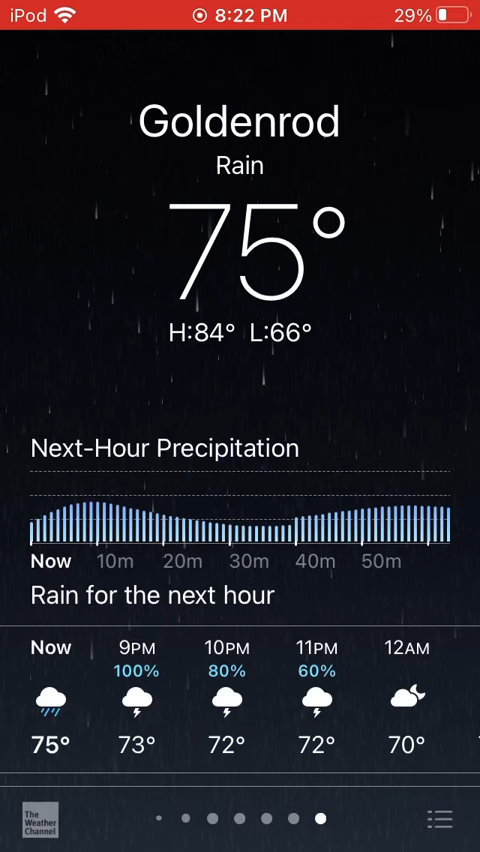 iPod 8:22 PM 29%
Goldenrod
Rain
75°
H:84° L:66°
Next-Hour Precipitation
Now 10m 20m 30m 40m 50m
Rain for the next hour
Now 9PM 10PM 11PM 12AM
100% 80% 60%
75° 73° 72° 72° 70°
The
Weather
Channel